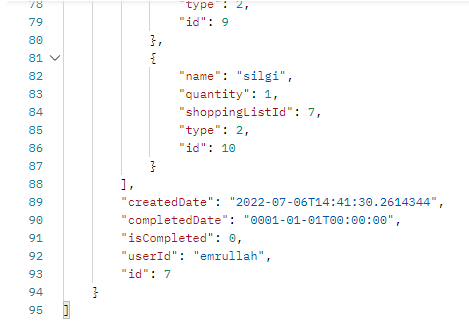 78 "type": 2,
79 "id": 9
80 },
81 {
82 "name": "silgi",
83 "quantity": 1,
84 "shoppingListId": 7,
85 "type": 2,
86 "id": 10
87 }
88 ],
89 "createdDate": "2022-07-06T14:41:30.2614344",
90 "completedDate": "0001-01-01T00:00:00",
91 "isCompleted": 0,
92 "userId": "emrullah",
93 "id": 7
94 }
95 ]